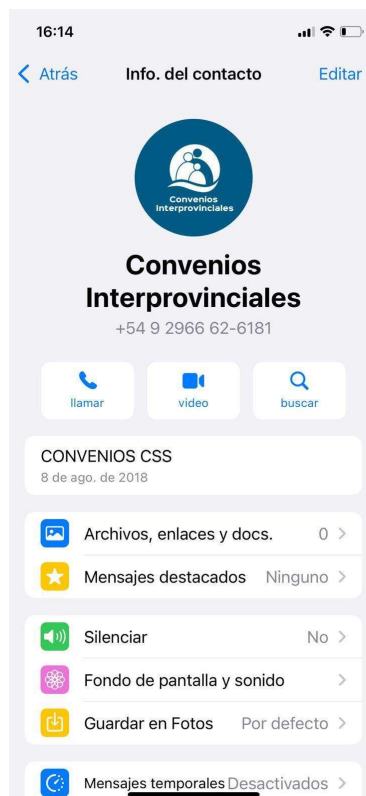 16:14
Atrás
Info. del contacto
Editar
Convenios
Interprovinciales
Convenios
Interprovinciales
+54 9 2966 62-6181
llamar
video
buscar
CONVENIOS CSS
8 de ago. de 2018
Archivos, enlaces y docs. 0
Mensajes destacados Ninguno
Silenciar No
Fondo de pantalla y sonido
Guardar en Fotos Por defecto
Mensajes temporales Desactivados